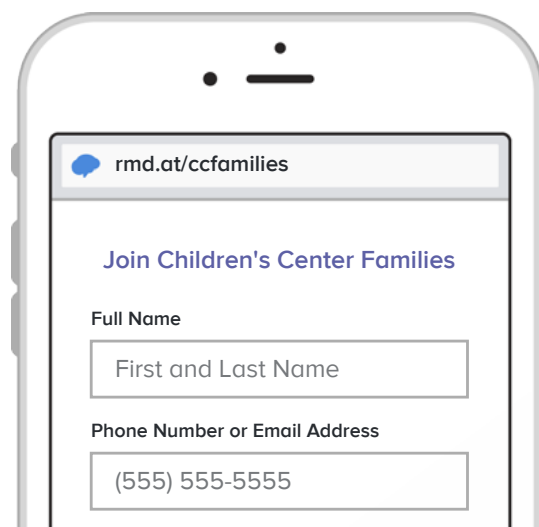 rmd.at/ccfamilies
Join Children's Center Families
Full Name
First and Last Name
Phone Number or Email Address
(555) 555-5555